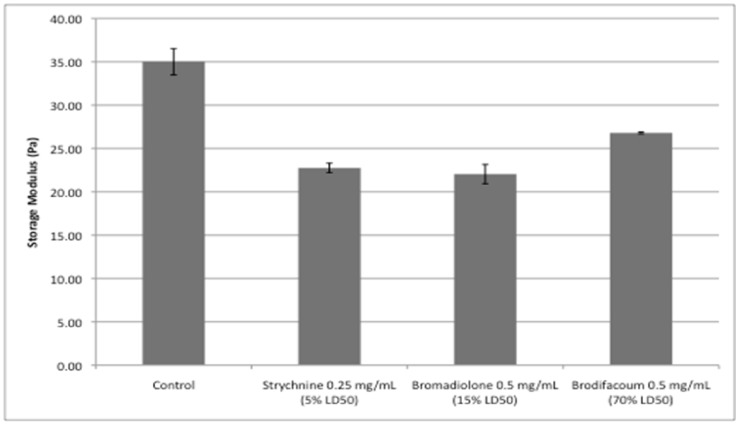 40.00
35.00
30.00
25.00
20.00
15.00
10.00
5.00
0.00
Storage Modulus (Pa)
Control
Strychnine 0.25 mg/mL
(5% LD50)
Bromadiolone 0.5 mg/mL
(15% LD50)
Brodifacoum 0.5 mg/mL
(70% LD50)